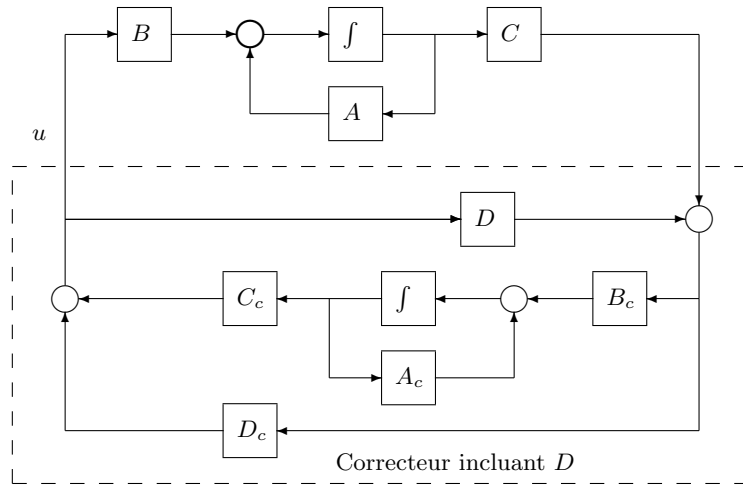 B ∫ C
A
u
D
C_c ∫ B_c
A_c
D_c
Correcteur incluant D